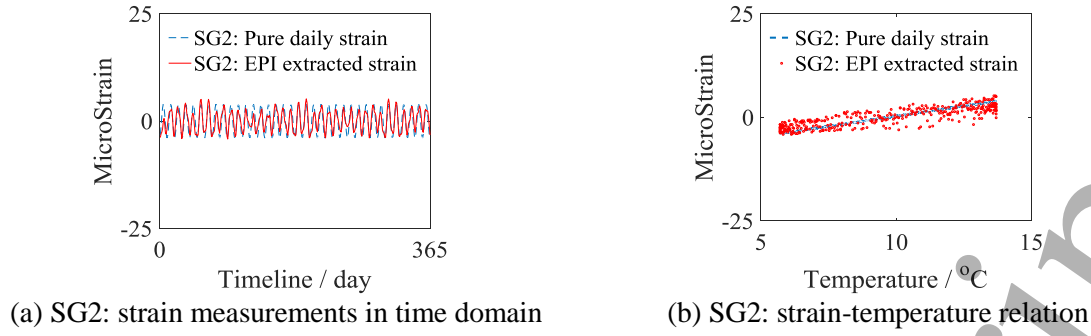 25
SG2: Pure daily strain
SG2: EPI extracted strain
MicroStrain
0
-25
0
365
Timeline / day
(a) SG2: strain measurements in time domain
25
SG2: Pure daily strain
SG2: EPI extracted strain
MicroStrain
0
-25
5
10
15
Temperature / °C
(b) SG2: strain-temperature relation